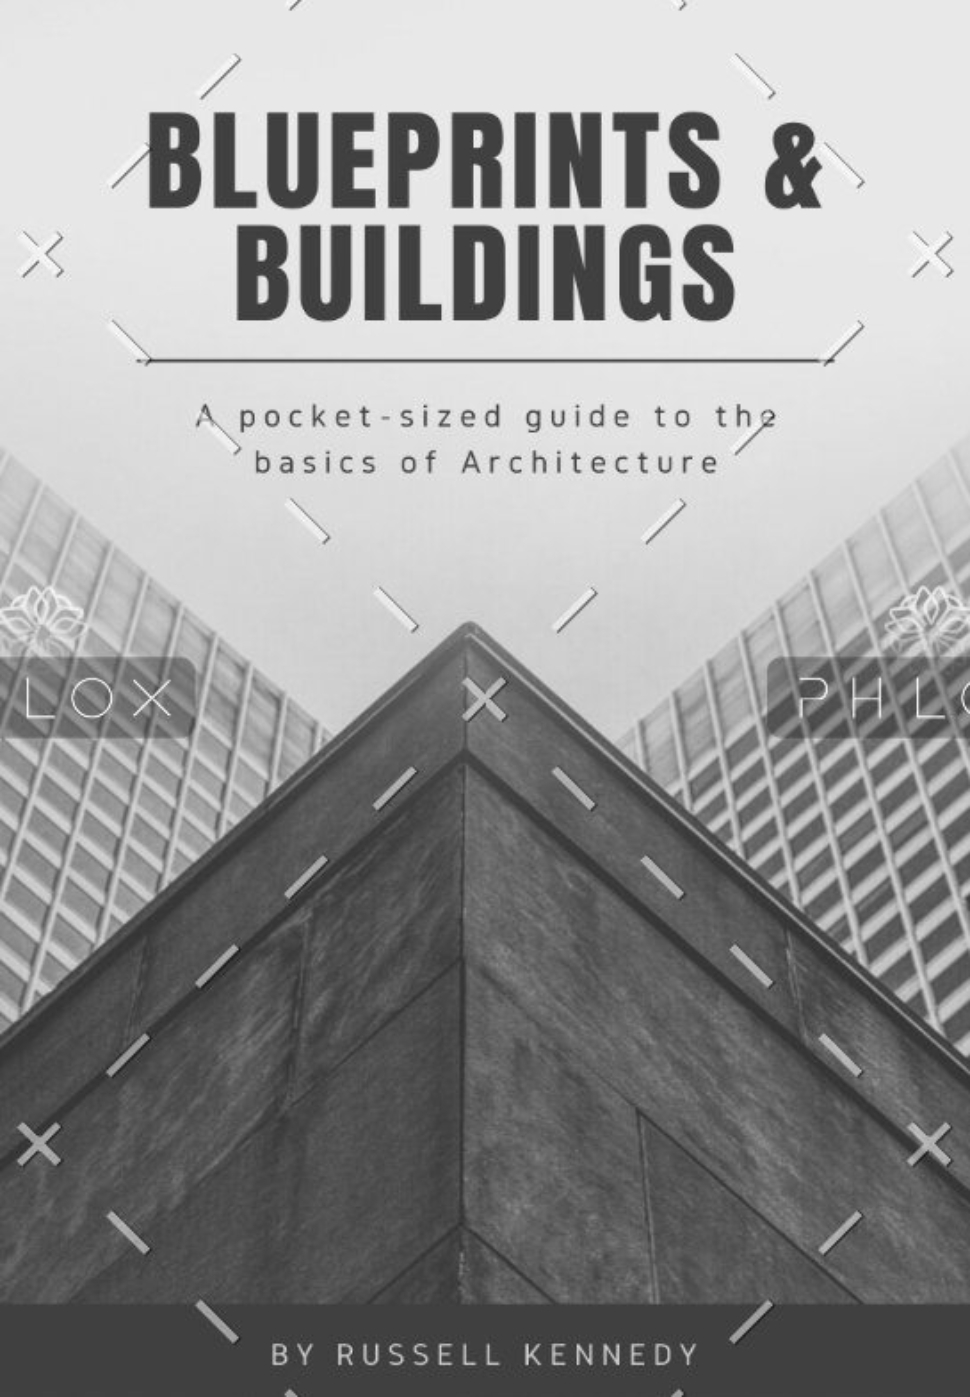 BLUEPRINTS &
BUILDINGS
A pocket-sized guide to the
basics of Architecture
LOX
PHLO
BY RUSSELL KENNEDY